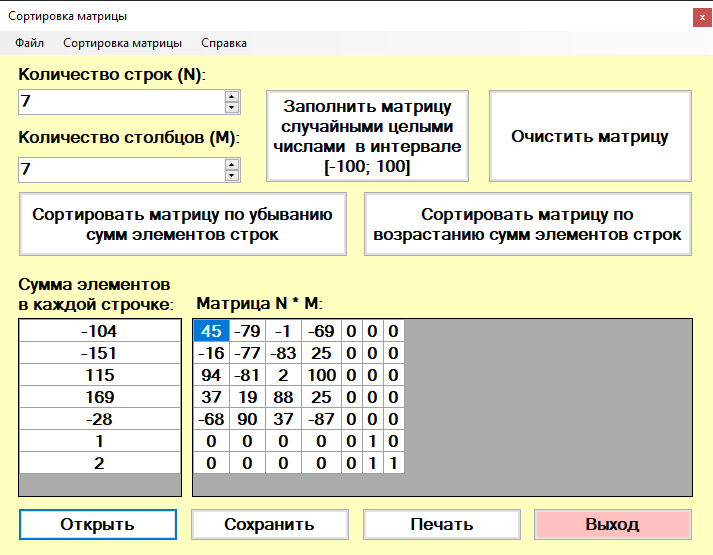 Сортировка матрицы
x
Файл Сортировка матрицы Справка
Количество строк (N):
7
Количество столбцов (M):
7
Заполнить матрицу
случайными целыми
числами в интервале
[-100; 100]
Очистить матрицу
Сортировать матрицу по убыванию
сумм элементов строк
Сортировать матрицу по
возрастанию сумм элементов строк
Сумма элементов
в каждой строчке:
-104
-151
115
169
-28
1
2
Матрица N * M:
45 -79 -1 -69 0 0 0
-16 -77 -83 25 0 0 0
94 -81 2 100 0 0 0
37 19 88 25 0 0 0
-68 90 37 -87 0 0 0
0 0 0 0 0 1 0
0 0 0 0 0 1 1
Открыть
Сохранить
Печать
Выход